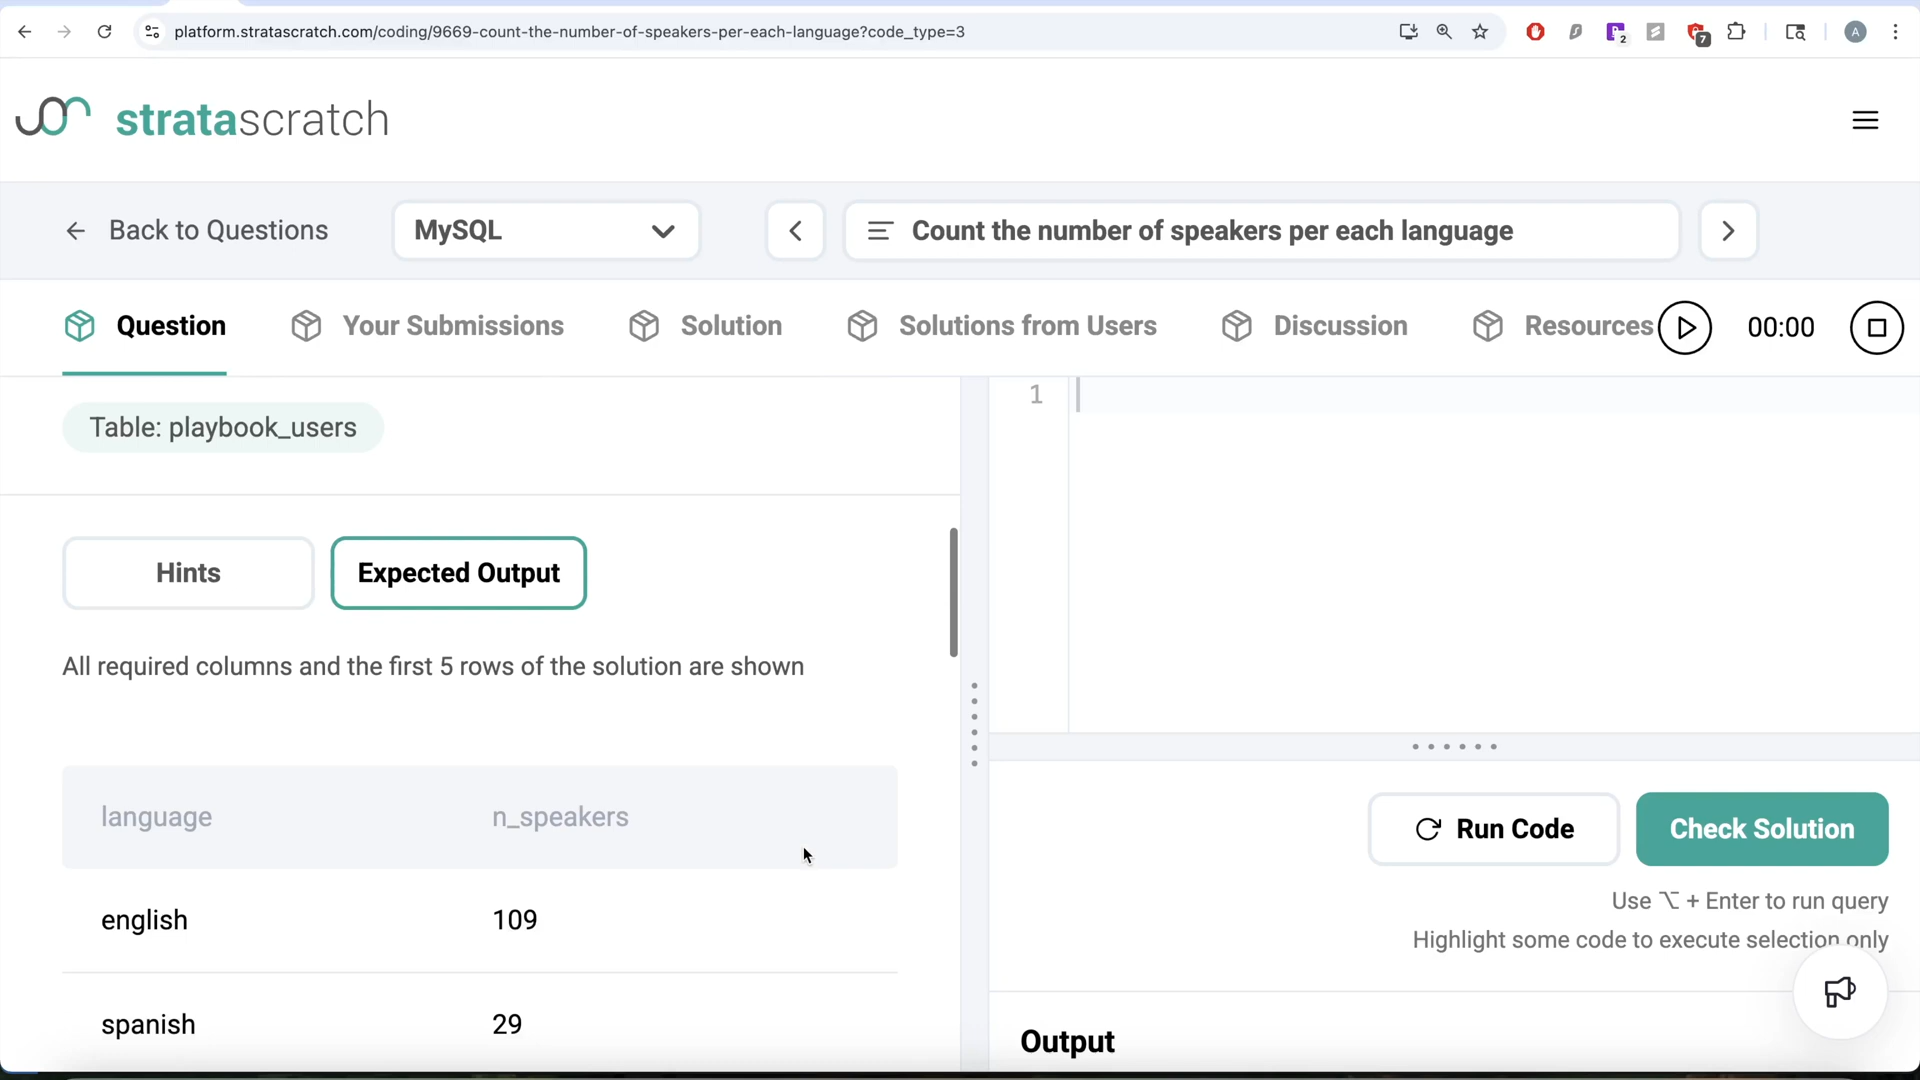 platform.stratascratch.com/coding/9669-count-the-number-of-speakers-per-each-language?code_type=3
2
7
A
stratascratch
Back to Questions
MySQL
Count the number of speakers per each language
Question
Your Submissions
Solution
Solutions from Users
Discussion
Resources
00:00
Table: playbook_users
1
Hints
Expected Output
All required columns and the first 5 rows of the solution are shown
language n_speakers
english 109
spanish 29
Run Code
Check Solution
Use ⌥ + Enter to run query
Highlight some code to execute selection only
Output